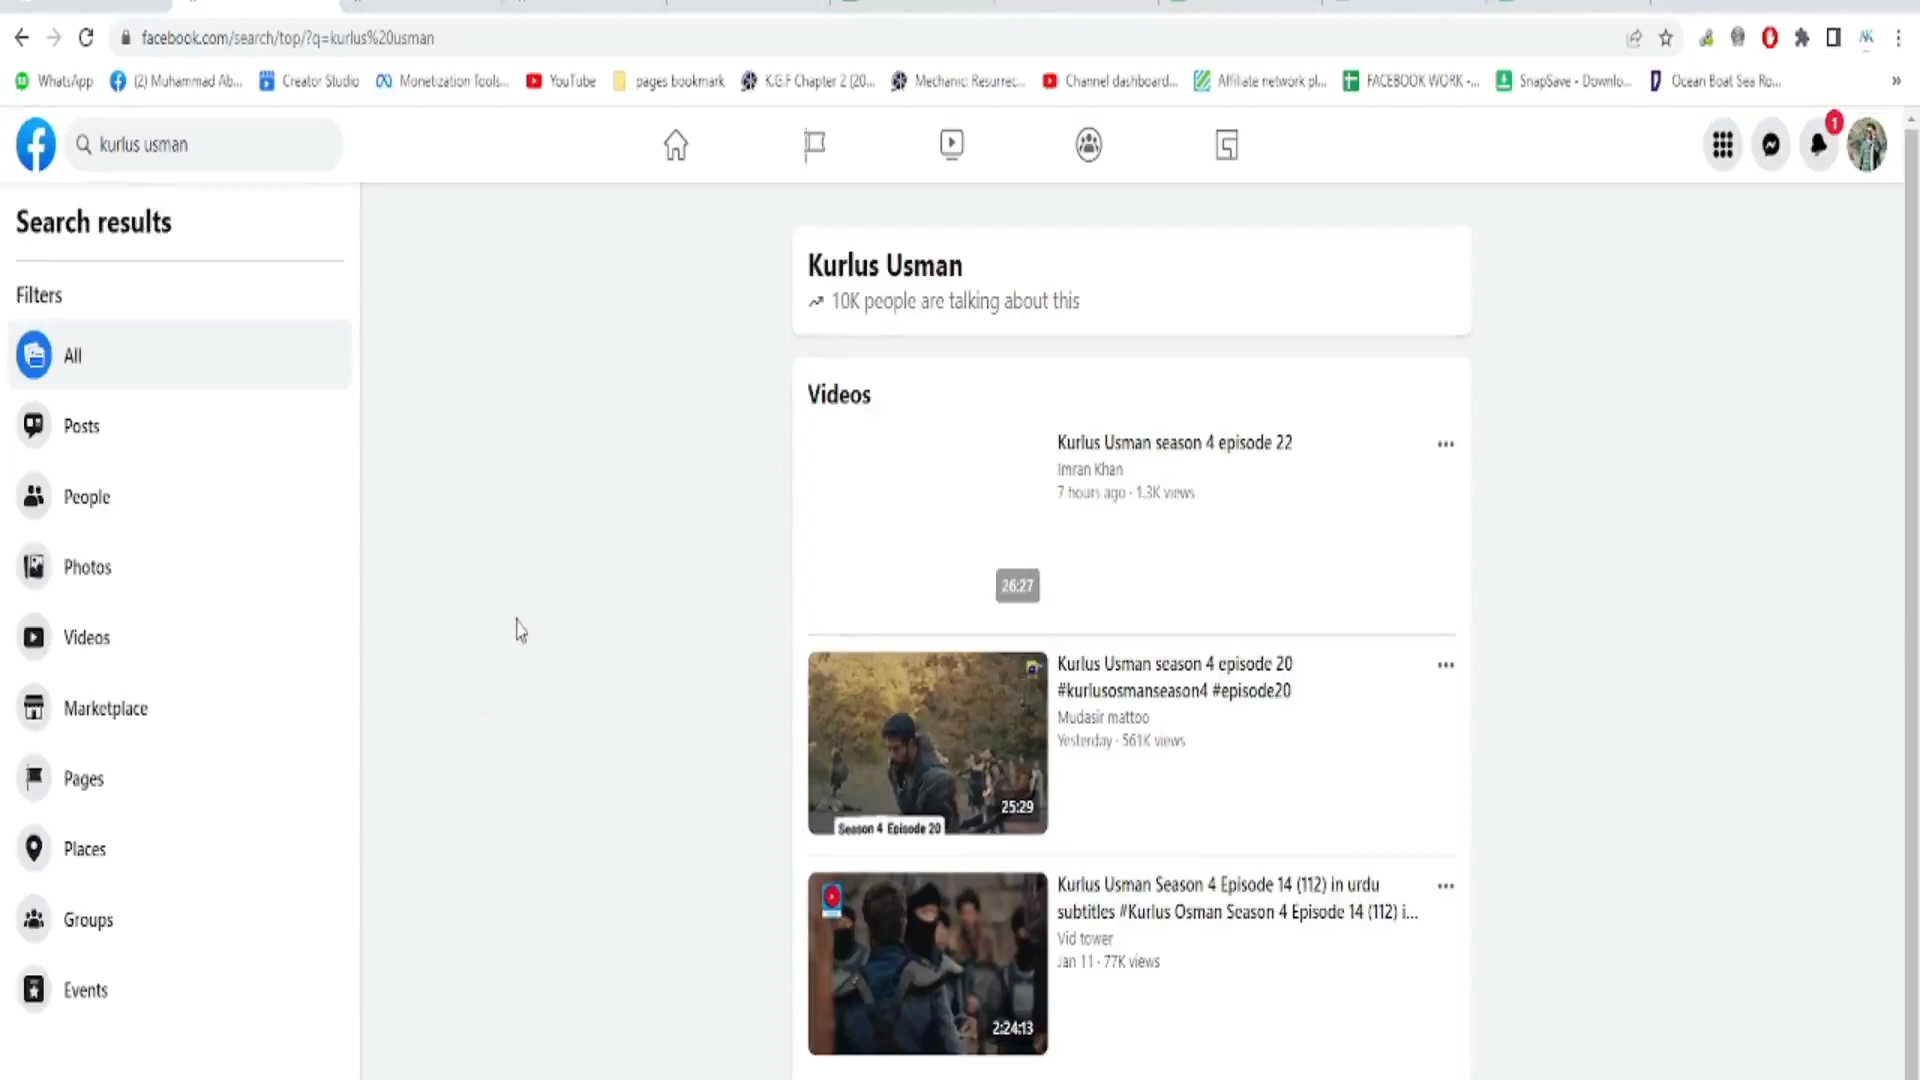 facebook.com/search/top/?q=kurlus%20usman
WhatsApp
(2) Muhammad Ab...
Creator Studio
Monetization Tools...
YouTube
pages bookmark
K.G.F Chapter 2 (20...
Mechanic: Resurrec...
Channel dashboard...
Affiliate network pl...
FACEBOOK WORK -...
SnapSave - Downlo...
Ocean Boat Sea Ro...
kurlus usman
1
Search results
Filters
All
Posts
People
Photos
Videos
Marketplace
Pages
Places
Groups
Events
Kurlus Usman
10K people are talking about this
Videos
Kurlus Usman season 4 episode 22
Imran Khan
7 hours ago · 1.3K views
26:27
Kurlus Usman season 4 episode 20
#kurlusosmanseason4 #episode20
Mudasir mattoo
Yesterday · 561K views
25:29
Season 4 Episode 20
Kurlus Usman Season 4 Episode 14 (112) in urdu
subtitles #Kurlus Osman Season 4 Episode 14 (112) i...
Vid tower
Jan 11 · 77K views
2:24:13